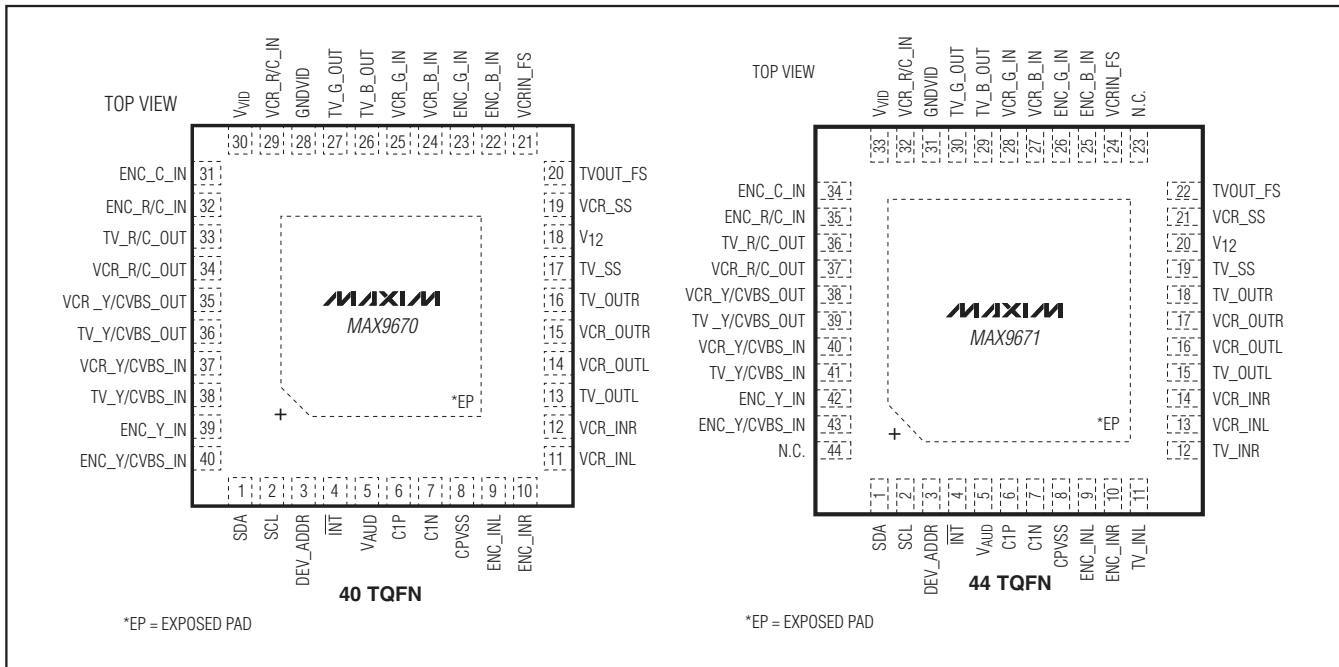 TOP VIEW
VVID
VCR_R/C_IN
GNDVID
TV_G_OUT
TV_B_OUT
VCR_G_IN
VCR_B_IN
ENC_G_IN
ENC_B_IN
VCRIN_FS
30 29 28 27 26 25 24 23 22 21
ENC_C_IN 31
ENC_R/C_IN 32
TV_R/C_OUT 33
VCR_R/C_OUT 34
VCR _Y/CVBS_OUT 35
TV_Y/CVBS_OUT 36
VCR_Y/CVBS_IN 37
TV_Y/CVBS_IN 38
ENC_Y_IN 39
ENC_Y/CVBS_IN 40
MAXIM
MAX9670
*EP
+
20 TVOUT_FS
19 VCR_SS
18 V12
17 TV_SS
16 TV_OUTR
15 VCR_OUTR
14 VCR_OUTL
13 TV_OUTL
12 VCR_INR
11 VCR_INL
1 2 3 4 5 6 7 8 9 10
SDA
SCL
DEV_ADDR
INT
VAUD
C1P
C1N
CPVSS
ENC_INL
ENC_INR
40 TQFN
*EP = EXPOSED PAD
TOP VIEW
VVID
VCR_R/C_IN
GNDVID
TV_G_OUT
TV_B_OUT
VCR_G_IN
VCR_B_IN
ENC_G_IN
ENC_B_IN
VCRIN_FS
N.C.
33 32 31 30 29 28 27 26 25 24 23
ENC_C_IN 34
ENC_R/C_IN 35
TV_R/C_OUT 36
VCR_R/C_OUT 37
VCR_Y/CVBS_OUT 38
TV _Y/CVBS_OUT 39
VCR_Y/CVBS_IN 40
TV_Y/CVBS_IN 41
ENC_Y_IN 42
ENC_Y/CVBS_IN 43
N.C. 44
MAXIM
MAX9671
*EP
+
22 TVOUT_FS
21 VCR_SS
20 V12
19 TV_SS
18 TV_OUTR
17 VCR_OUTR
16 VCR_OUTL
15 TV_OUTL
14 VCR_INR
13 VCR_INL
12 TV_INR
1 2 3 4 5 6 7 8 9 10 11
SDA
SCL
DEV_ADDR
INT
VAUD
C1P
C1N
CPVSS
ENC_INL
ENC_INR
TV_INL
44 TQFN
*EP = EXPOSED PAD